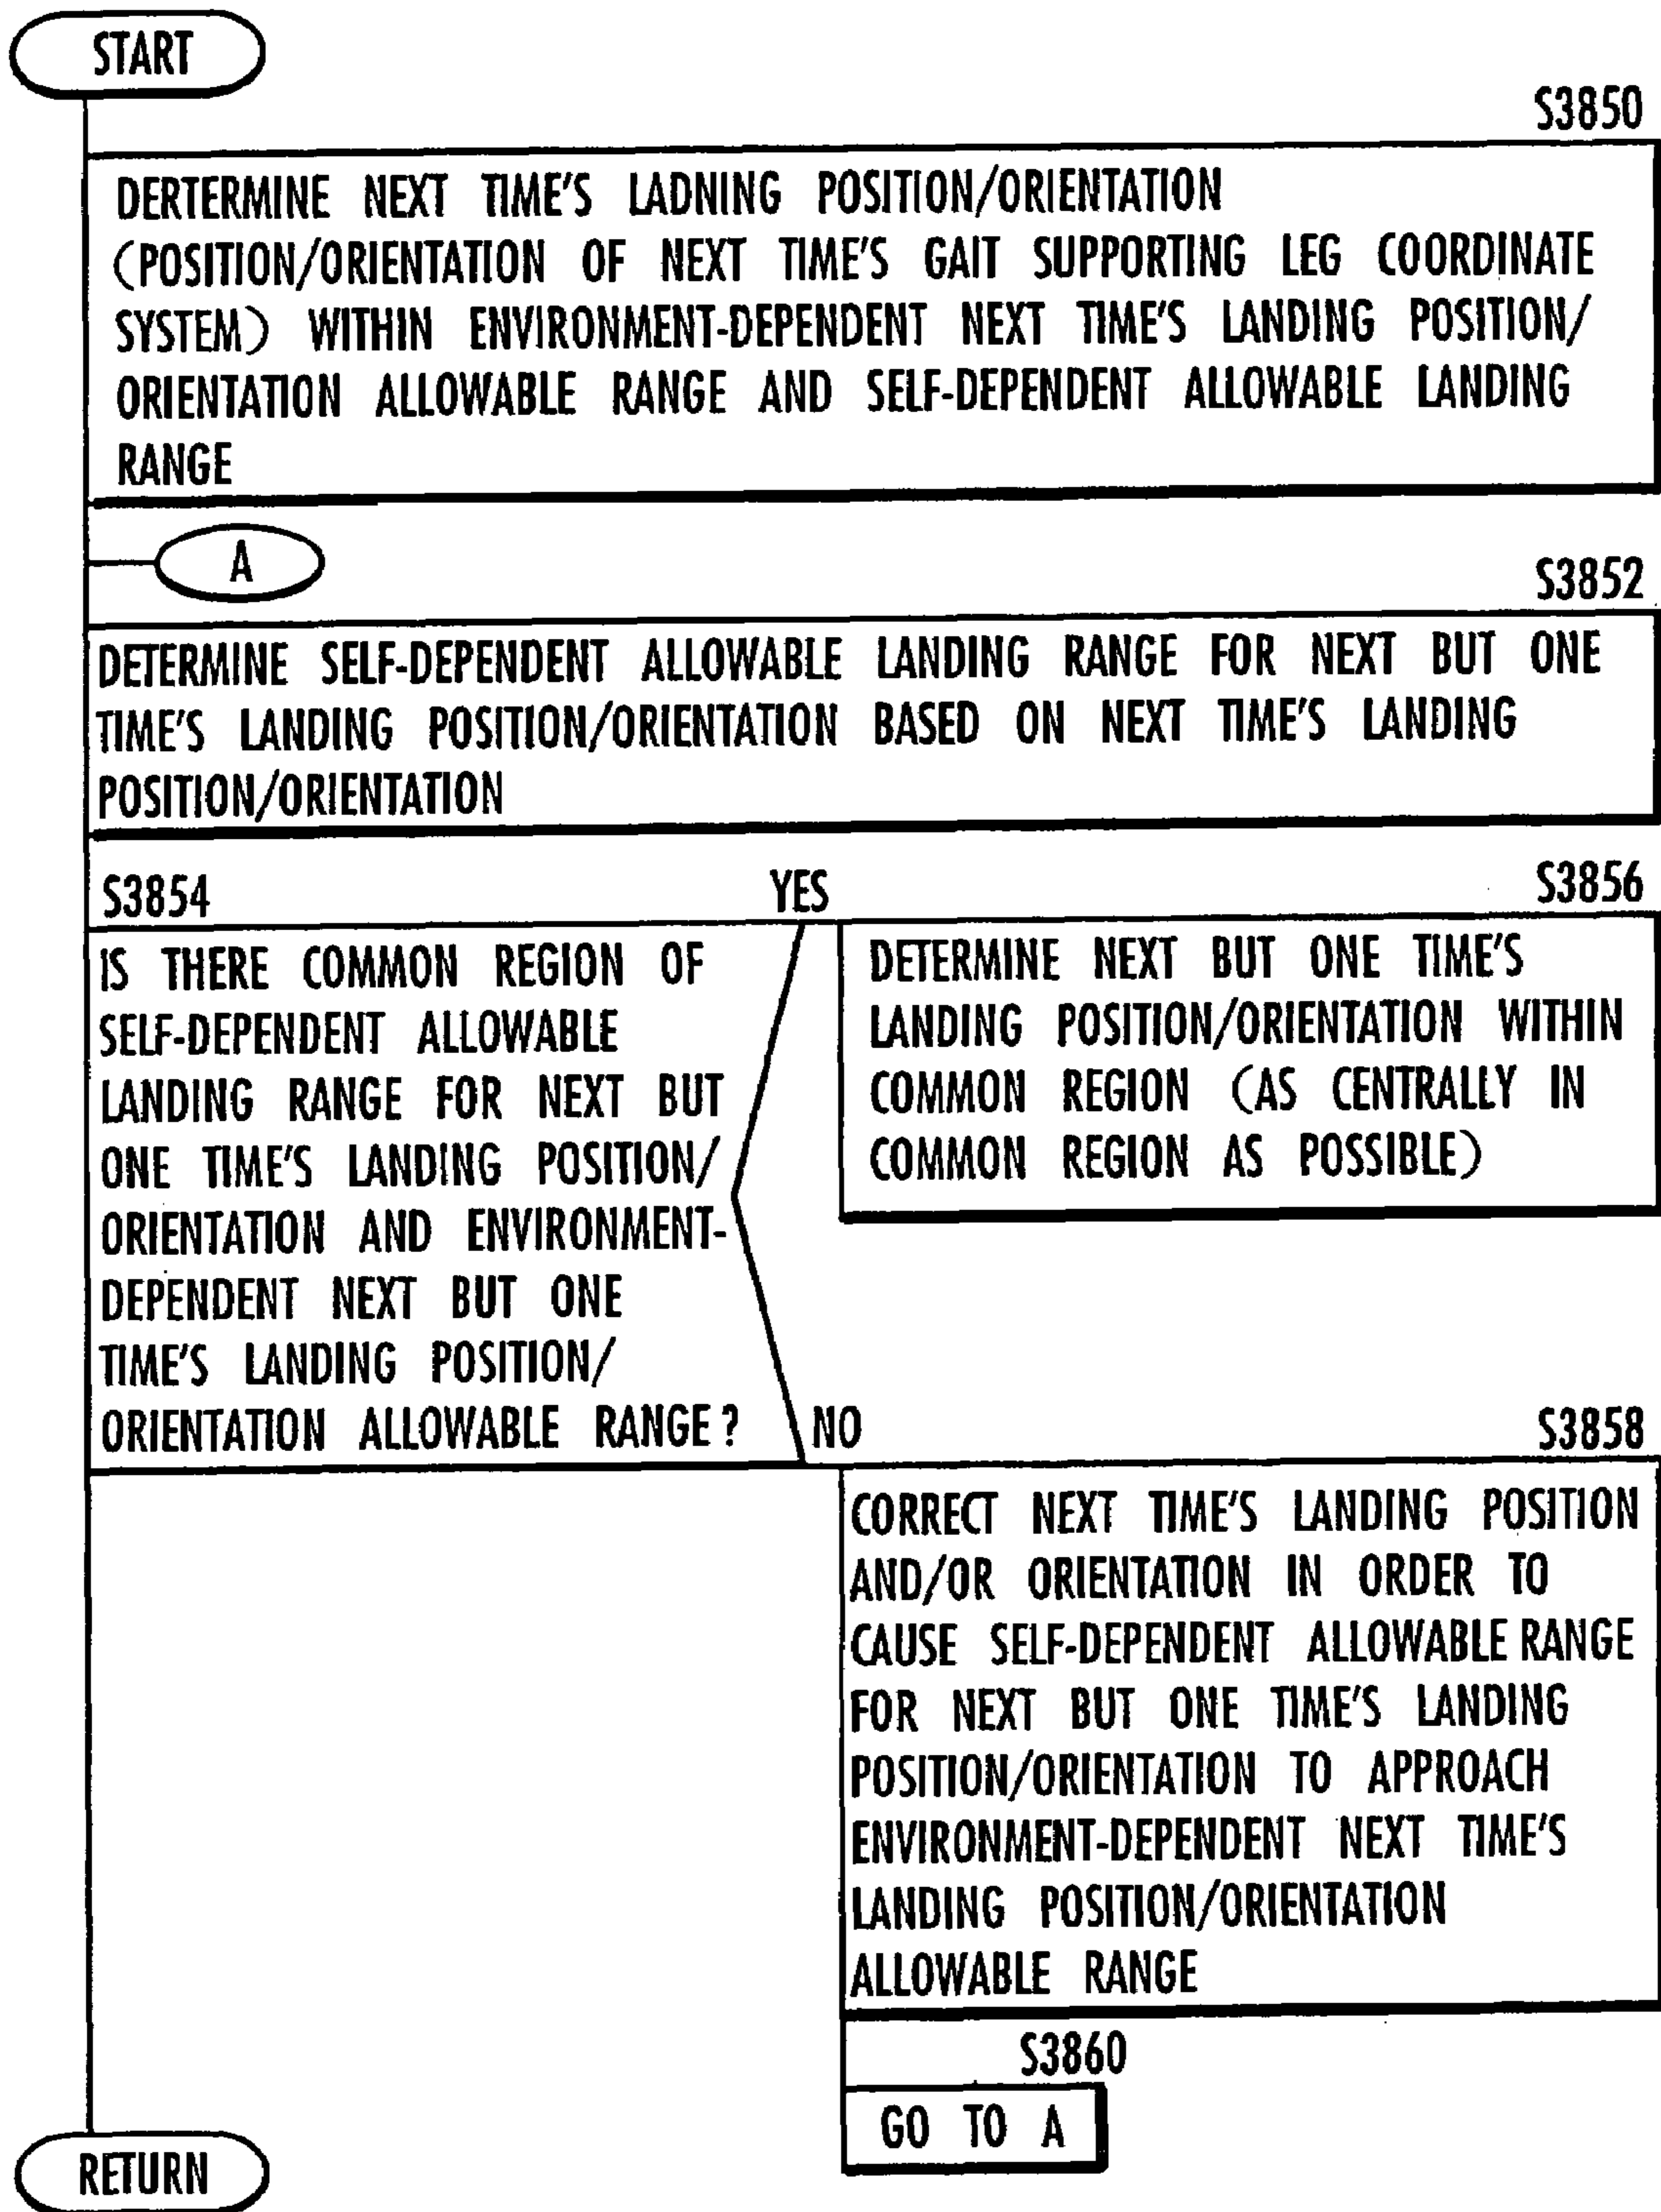 START
S3850
DERTERMINE NEXT TIME'S LADNING POSITION/ORIENTATION
(POSITION/ORIENTATION OF NEXT TIME'S GAIT SUPPORTING LEG COORDINATE
SYSTEM) WITHIN ENVIRONMENT-DEPENDENT NEXT TIME'S LANDING POSITION/
ORIENTATION ALLOWABLE RANGE AND SELF-DEPENDENT ALLOWABLE LANDING
RANGE
A
S3852
DETERMINE SELF-DEPENDENT ALLOWABLE LANDING RANGE FOR NEXT BUT ONE
TIME'S LANDING POSITION/ORIENTATION BASED ON NEXT TIME'S LANDING
POSITION/ORIENTATION
S3854
IS THERE COMMON REGION OF
SELF-DEPENDENT ALLOWABLE
LANDING RANGE FOR NEXT BUT
ONE TIME'S LANDING POSITION/
ORIENTATION AND ENVIRONMENT-
DEPENDENT NEXT BUT ONE
TIME'S LANDING POSITION/
ORIENTATION ALLOWABLE RANGE?
YES
S3856
DETERMINE NEXT BUT ONE TIME'S
LANDING POSITION/ORIENTATION WITHIN
COMMON REGION (AS CENTRALLY IN
COMMON REGION AS POSSIBLE)
NO
S3858
CORRECT NEXT TIME'S LANDING POSITION
AND/OR ORIENTATION IN ORDER TO
CAUSE SELF-DEPENDENT ALLOWABLE RANGE
FOR NEXT BUT ONE TIME'S LANDING
POSITION/ORIENTATION TO APPROACH
ENVIRONMENT-DEPENDENT NEXT TIME'S
LANDING POSITION/ORIENTATION
ALLOWABLE RANGE
S3860
GO TO A
RETURN